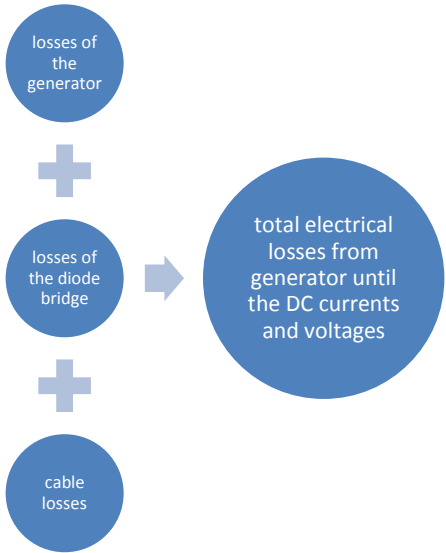 losses of
the
generator
losses of
the diode
bridge
cable
losses
total electrical
losses from
generator until
the DC currents
and voltages